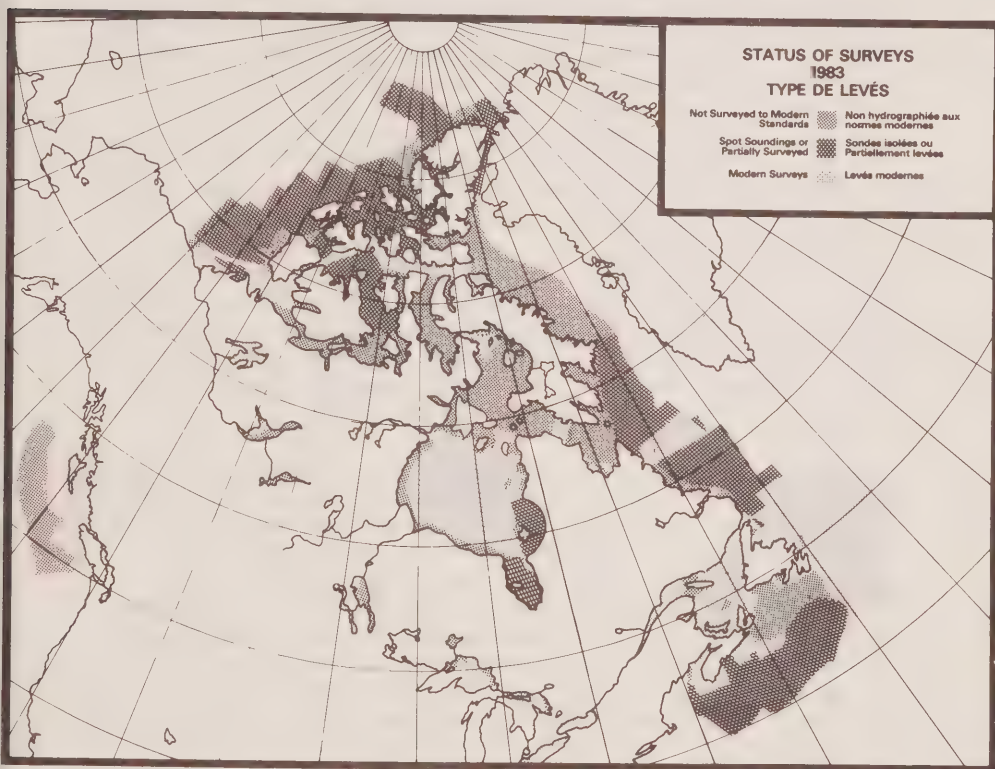 STATUS OF SURVEYS
1983
TYPE DE LEVÉS
Not Surveyed to Modern Standards
Non hydrographiée aux normes modernes
Spot Soundings or Partially Surveyed
Sondes isolées ou Partiellement levées
Modern Surveys
Levés modernes